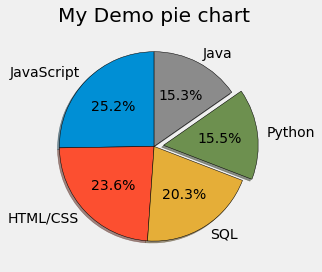 My Demo pie chart
Java
JavaScript
15.3%
25.2%
Python
15.5%
23.6%
20.3%
HTML/CSS
SQL